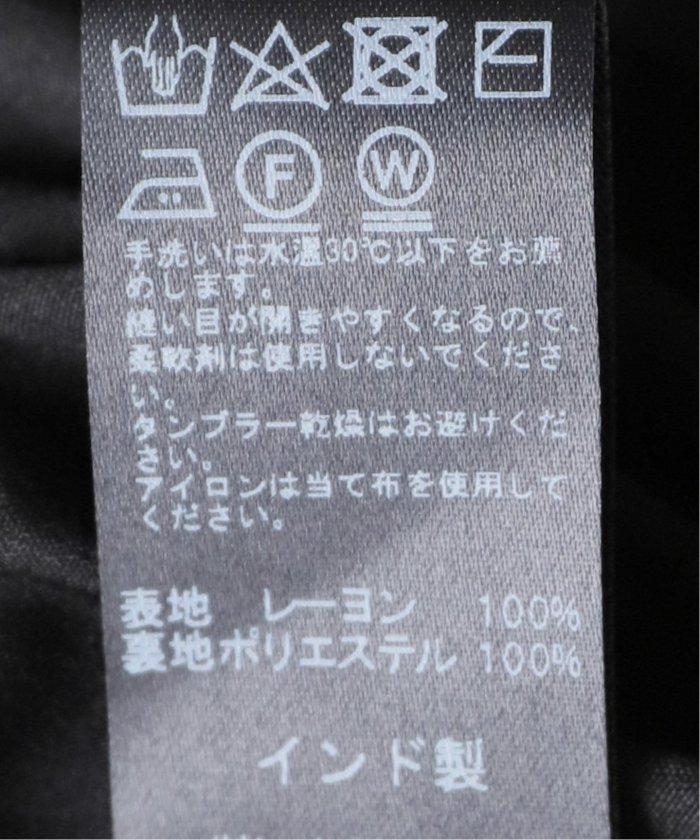 F W
手洗いは水温30℃以下をお薦
めします。
縫い目が開きやすくなるので、
柔軟剤は使用しないでくださ
い。
タンブラー乾燥はお避けくだ
さい。
アイロンは当て布を使用して
ください。
表地 レーヨン 100%
裏地ポリエステル 100%
インド製